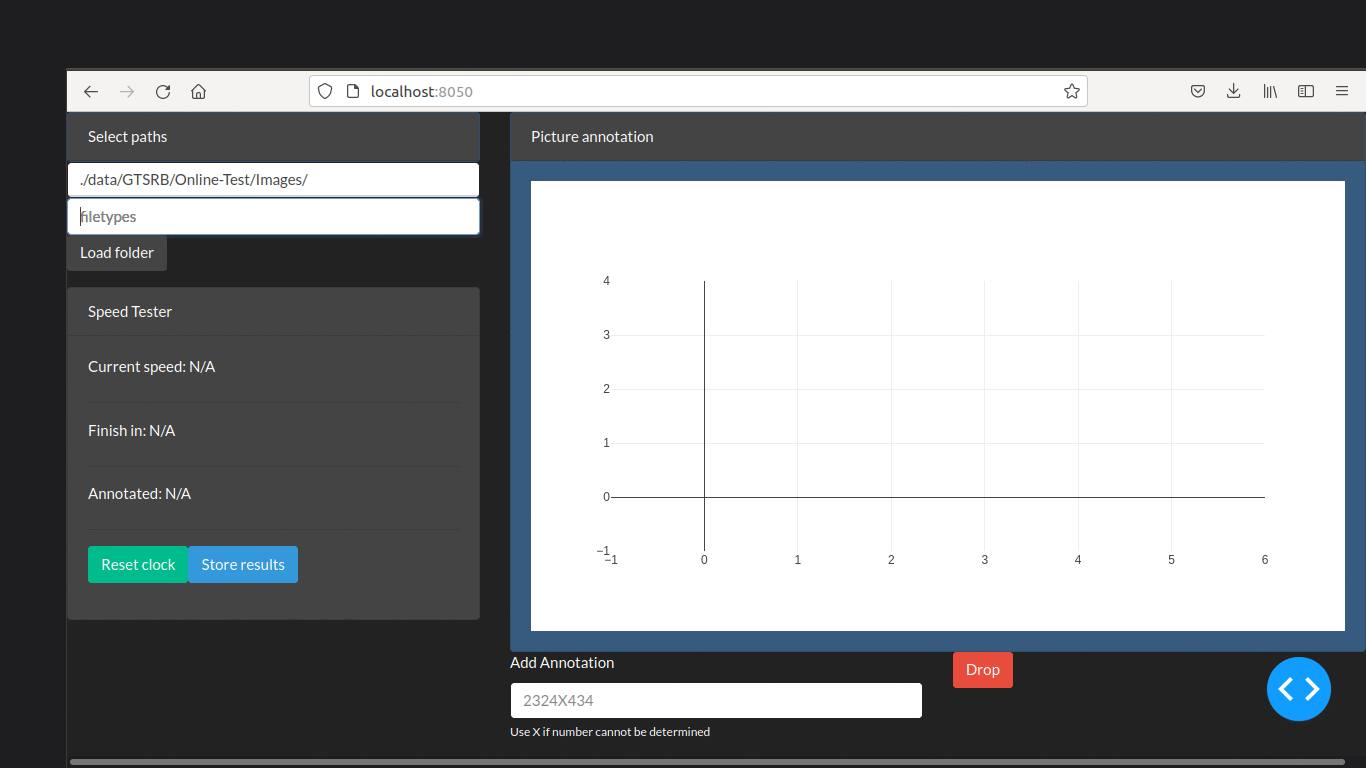 localhost:8050
Select paths
./data/GTSRB/Online-Test/Images/
filetypes
Load folder
Speed Tester
Current speed: N/A
Finish in: N/A
Annotated: N/A
Reset clock
Store results
Picture annotation
4
3
2
1
0
−1
−1 0 1 2 3 4 5 6
Add Annotation
Drop
2324X434
Use X if number cannot be determined